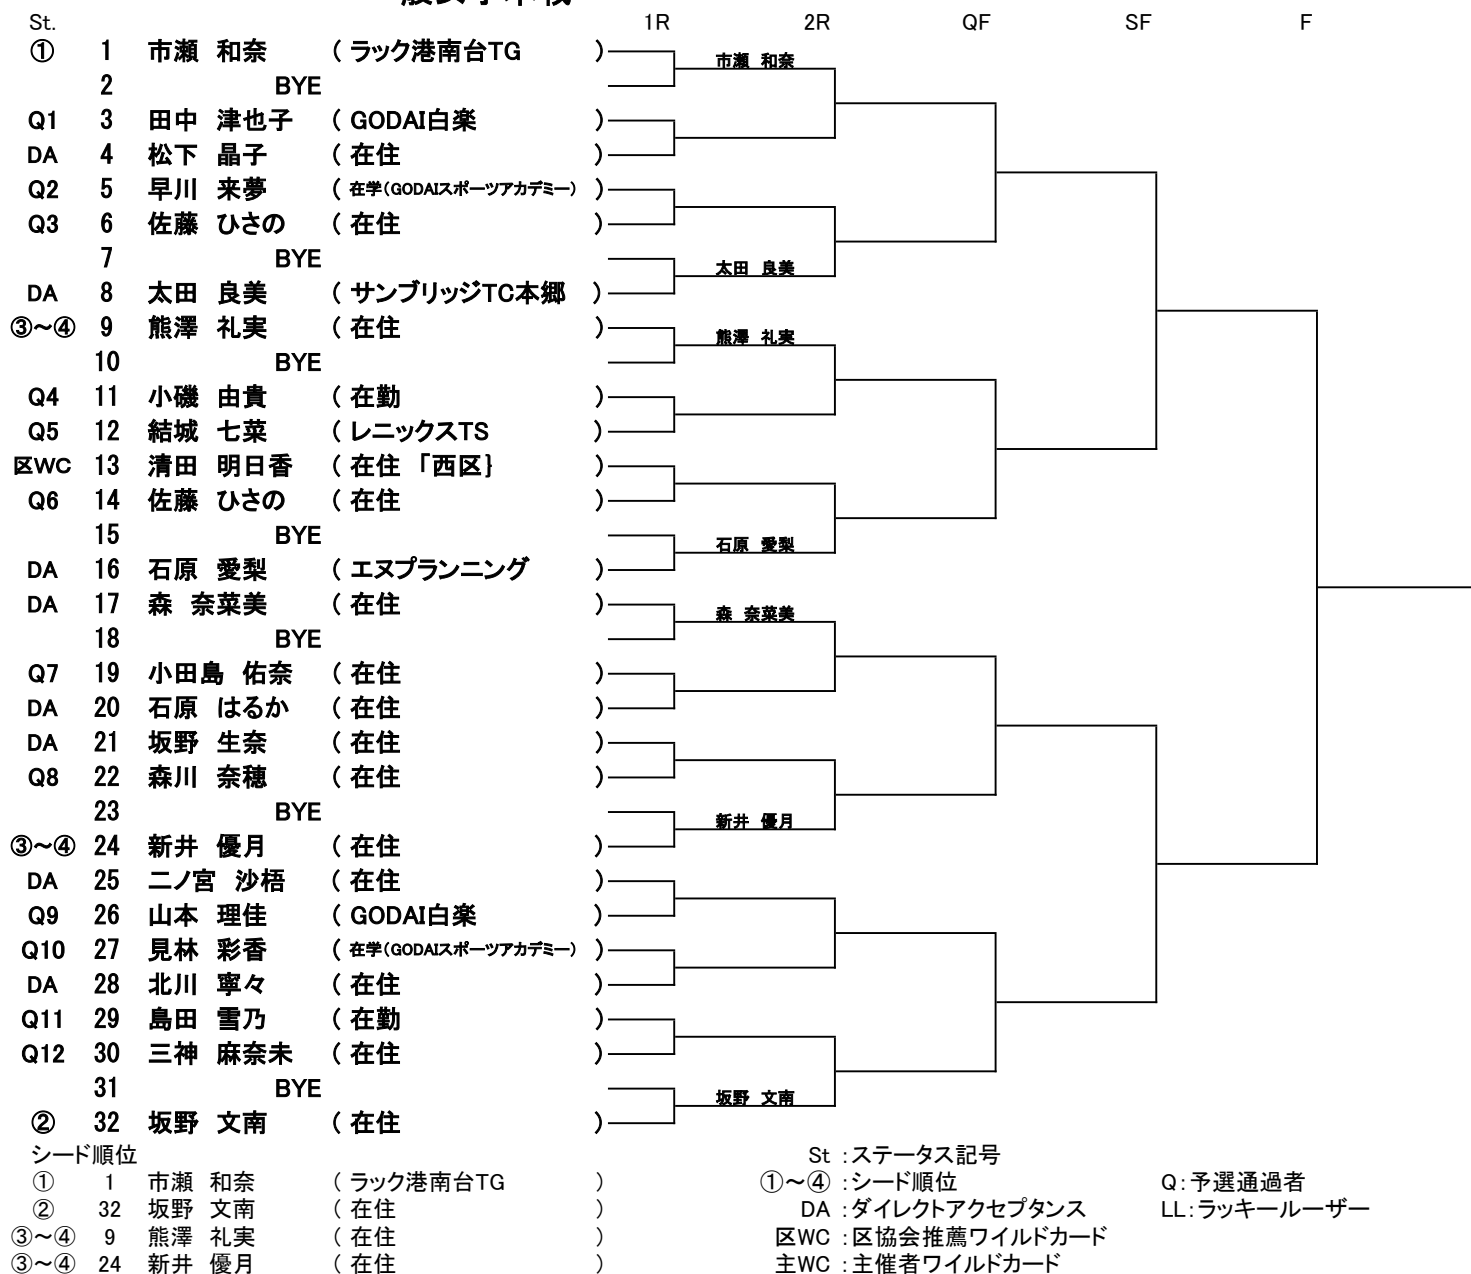 St. 1R 2R QF SF F
① 1 市瀬 和奈 ( ラック港南台TG ) 市瀬 和奈
2 BYE
Q1 3 田中 津也子 ( GODAI白楽 )
DA 4 松下 晶子 ( 在住 )
Q2 5 早川 来夢 ( 在学(GODAIスポーツアカデミー) )
Q3 6 佐藤 ひさの ( 在住 )
7 BYE 太田 良美
DA 8 太田 良美 ( サンブリッジTC本郷 )
③~④ 9 熊澤 礼実 ( 在住 ) 熊澤 礼実
10 BYE
Q4 11 小磯 由貴 ( 在勤 )
Q5 12 結城 七菜 ( レニックスTS )
区WC 13 清田 明日香 ( 在住 「西区} )
Q6 14 佐藤 ひさの ( 在住 )
15 BYE 石原 愛梨
DA 16 石原 愛梨 ( エヌプランニング )
DA 17 森 奈菜美 ( 在住 ) 森 奈菜美
18 BYE
Q7 19 小田島 佑奈 ( 在住 )
DA 20 石原 はるか ( 在住 )
DA 21 坂野 生奈 ( 在住 )
Q8 22 森川 奈穂 ( 在住 )
23 BYE 新井 優月
③~④ 24 新井 優月 ( 在住 )
DA 25 二ノ宮 沙梧 ( 在住 )
Q9 26 山本 理佳 ( GODAI白楽 )
Q10 27 見林 彩香 ( 在学(GODAIスポーツアカデミー) )
DA 28 北川 寧々 ( 在住 )
Q11 29 島田 雪乃 ( 在勤 )
Q12 30 三神 麻奈未 ( 在住 )
31 BYE 坂野 文南
② 32 坂野 文南 ( 在住 )
シード順位 St :ステータス記号
① 1 市瀬 和奈 ( ラック港南台TG ) ①~④ :シード順位 Q:予選通過者
② 32 坂野 文南 ( 在住 ) DA :ダイレクトアクセプタンス LL:ラッキールーザー
③~④ 9 熊澤 礼実 ( 在住 ) 区WC :区協会推薦ワイルドカード
③~④ 24 新井 優月 ( 在住 ) 主WC :主催者ワイルドカード